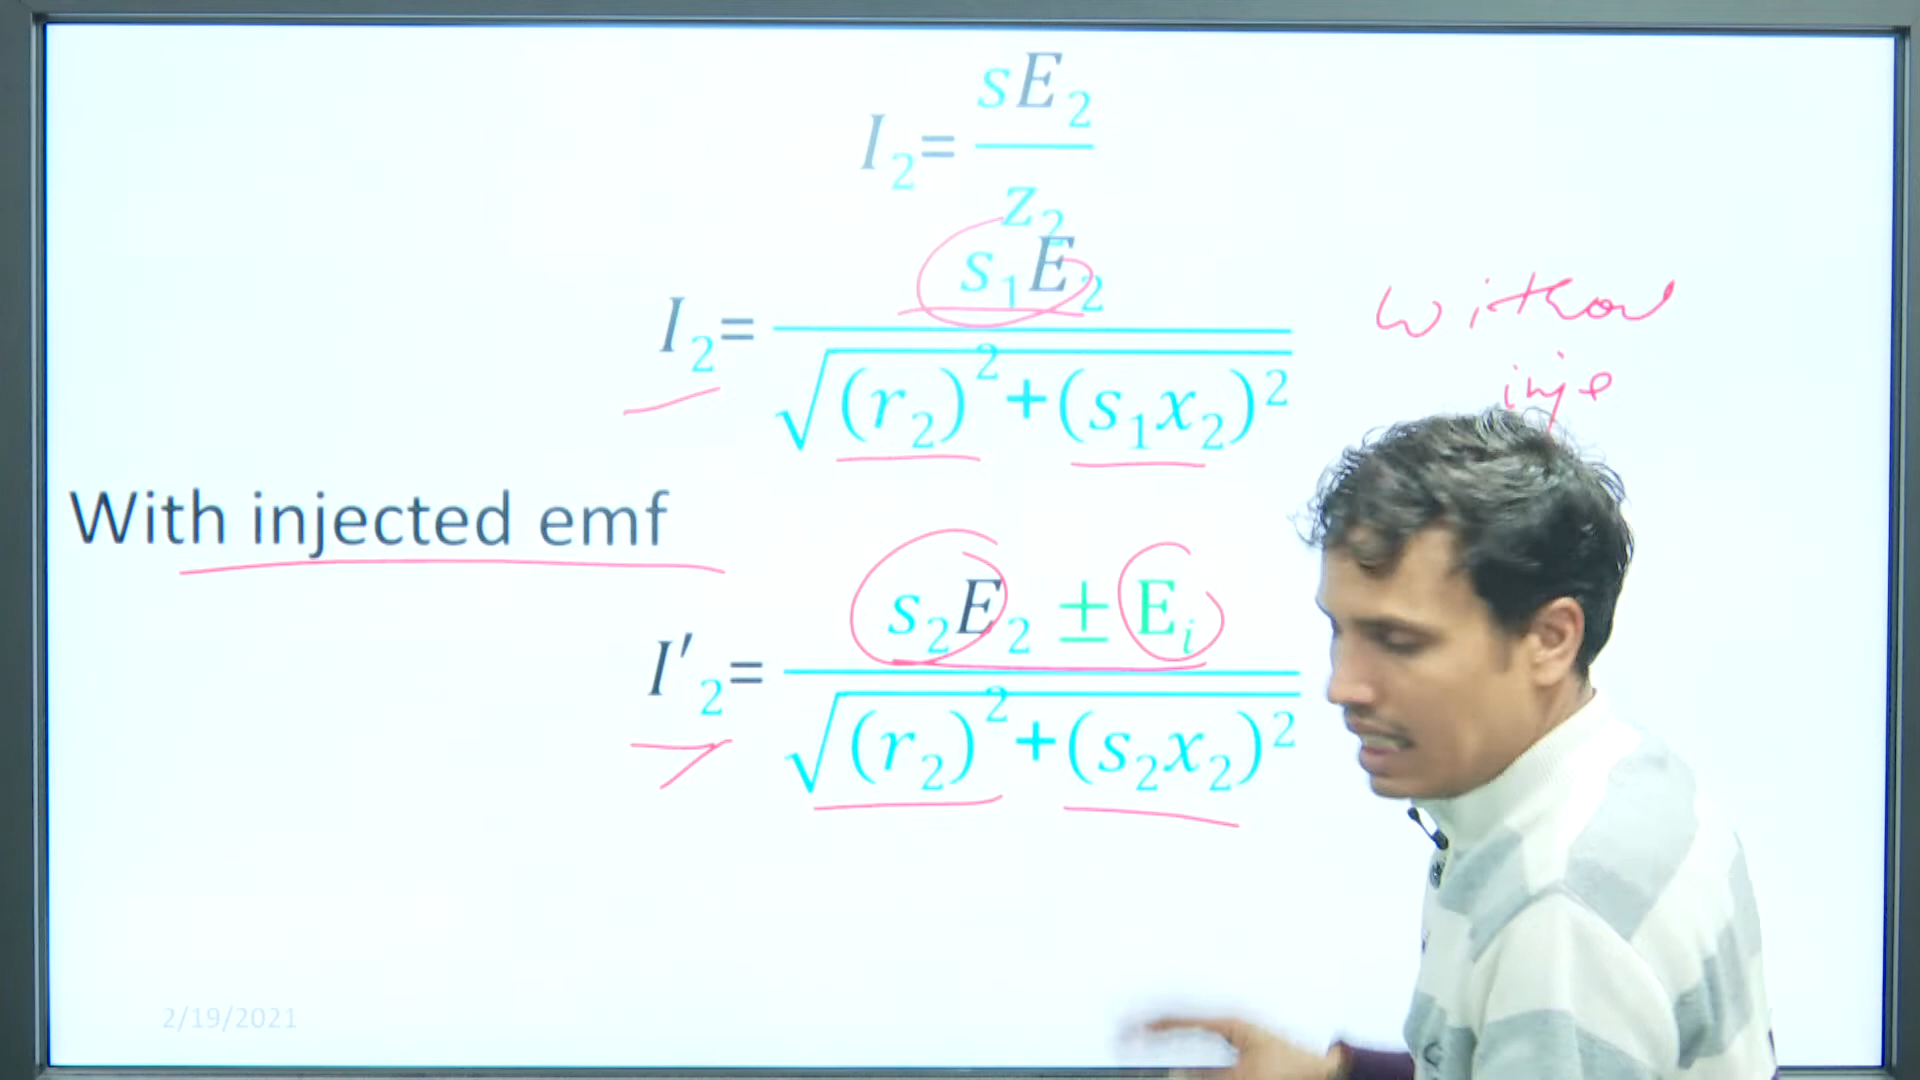 I₂= sE₂ / z₂
I₂= s₁E₂ / √((r₂)²+(s₁x₂)²)
inje
With injected emf
I′₂= s₂E₂ ± Eᵢ / √((r₂)²+(s₂x₂)²)
2/19/2021